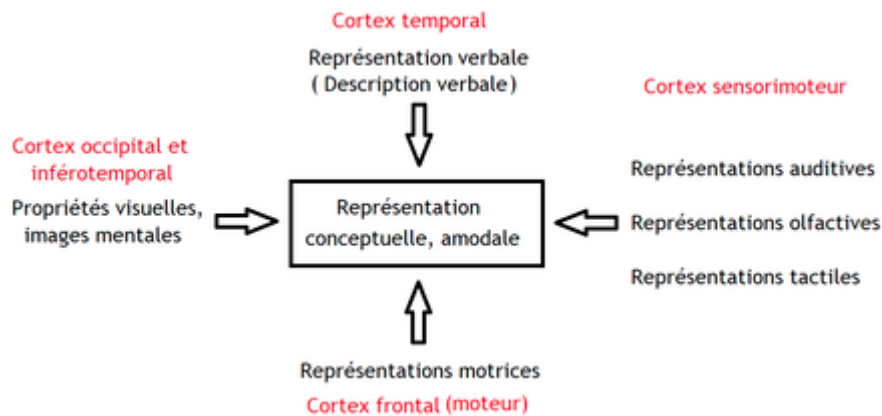 Cortex temporal
Représentation verbale
( Description verbale)
Cortex sensorimoteur
Cortex occipital et
inférotemporal
Propriétés visuelles,
images mentales
Représentation
conceptuelle, amodale
Représentations auditives
Représentations olfactives
Représentations tactiles
Représentations motrices
Cortex frontal (moteur)